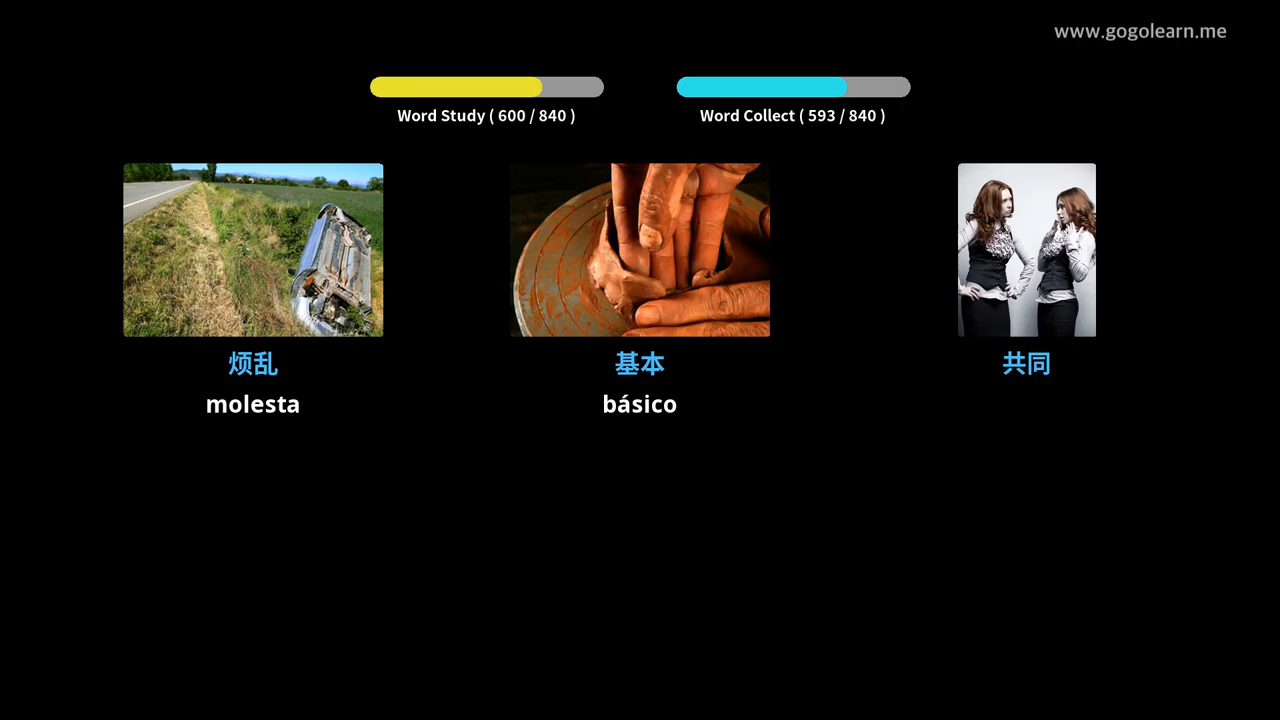 www.gogolearn.me
Word Study ( 600 / 840 )
Word Collect ( 593 / 840 )
烦乱
基本
共同
molesta
básico